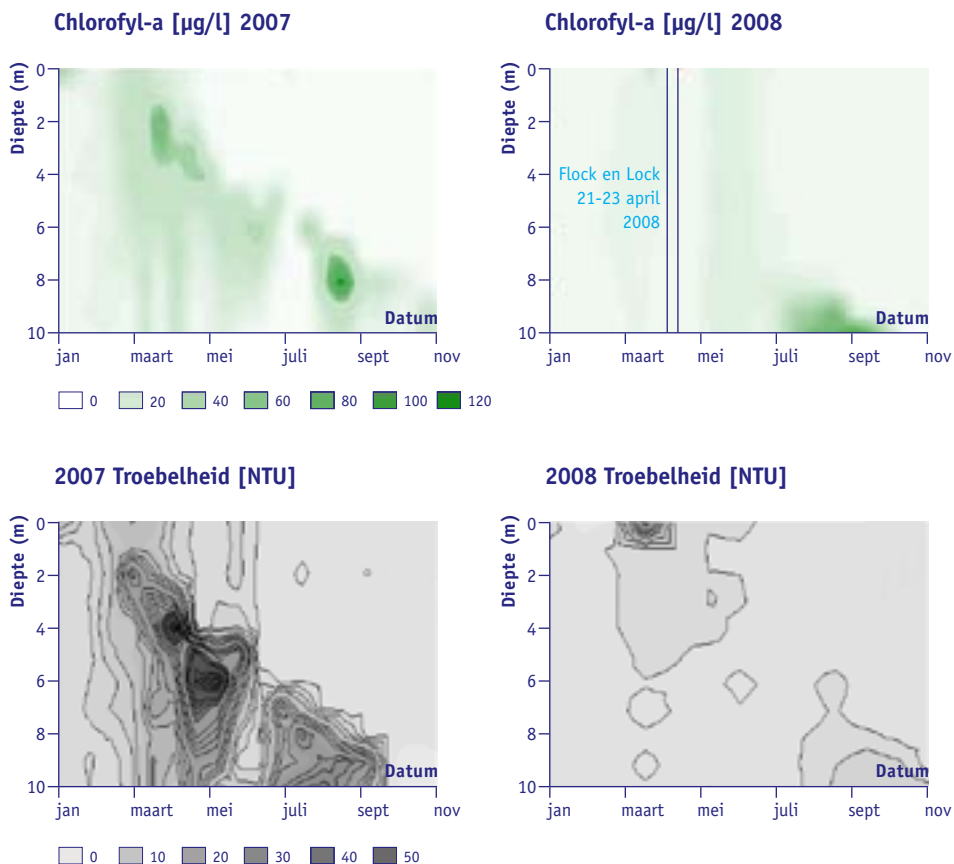 Chlorofyl-a [µg/l] 2007
Diepte (m)
0
2
4
6
8
10
Datum
jan maart mei juli sept nov
0 20 40 60 80 100 120
Chlorofyl-a [µg/l] 2008
Diepte (m)
0
2
4
6
8
10
Flock en Lock
21-23 april
2008
Datum
jan maart mei juli sept nov
2007 Troebelheid [NTU]
Diepte (m)
0
2
4
6
8
10
Datum
jan maart mei juli sept nov
0 10 20 30 40 50
2008 Troebelheid [NTU]
Diepte (m)
0
2
4
6
8
10
Datum
jan maart mei juli sept nov